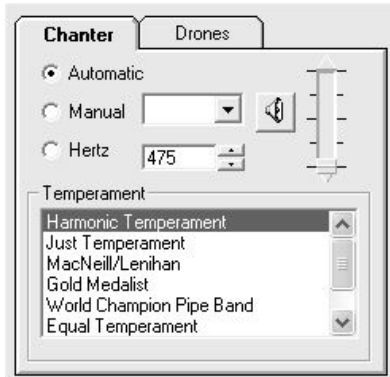 Chanter Drones
Automatic
Manual
Hertz 475
Temperament
Harmonic Temperament
Just Temperament
MacNeill/Lenihan
Gold Medalist
World Champion Pipe Band
Equal Temperament